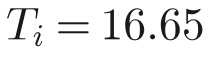 T_i = 16.65